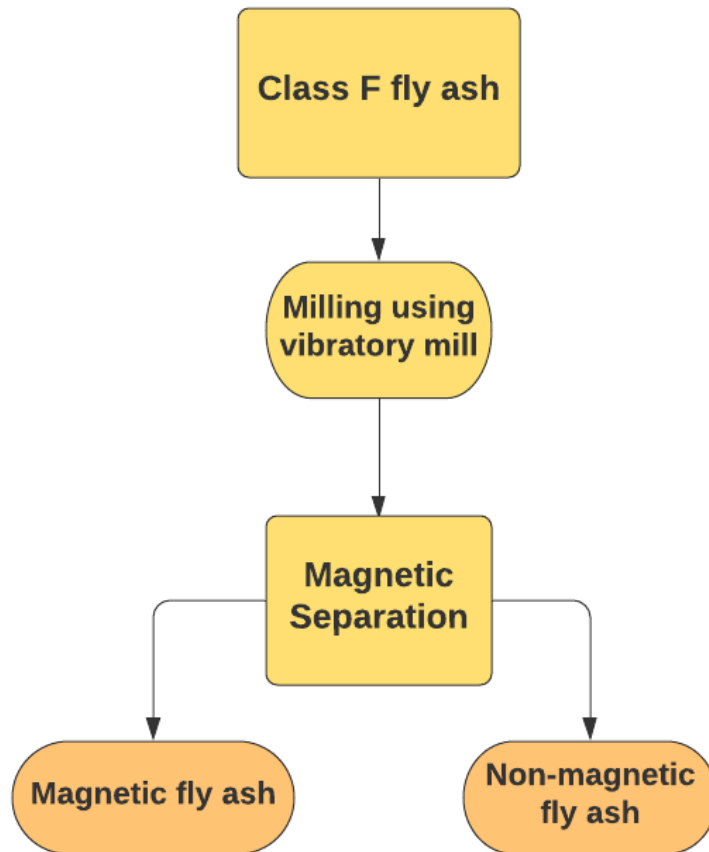 Class F fly ash
Milling using
vibratory mill
Magnetic
Separation
Magnetic fly ash
Non-magnetic
fly ash